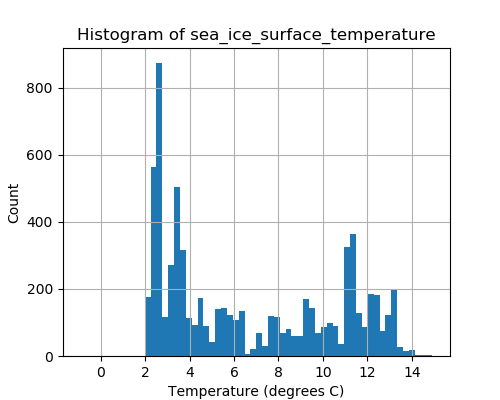 Histogram of sea_ice_surface_temperature
Count
800
600
400
200
0
0 2 4 6 8 10 12 14
Temperature (degrees C)